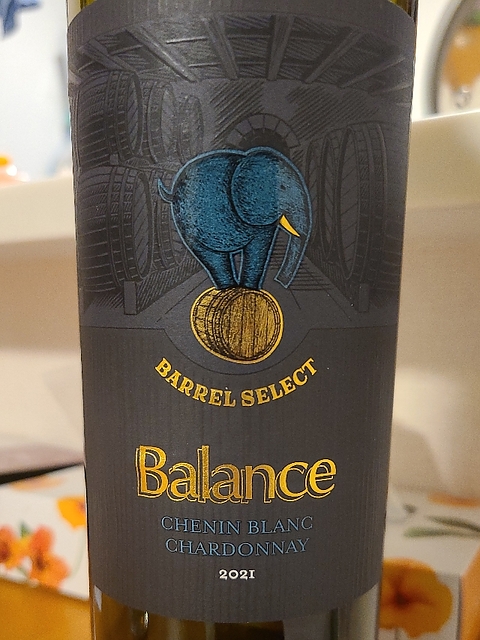 BARREL SELECT
Balance
CHENIN BLANC
CHARDONNAY
2021